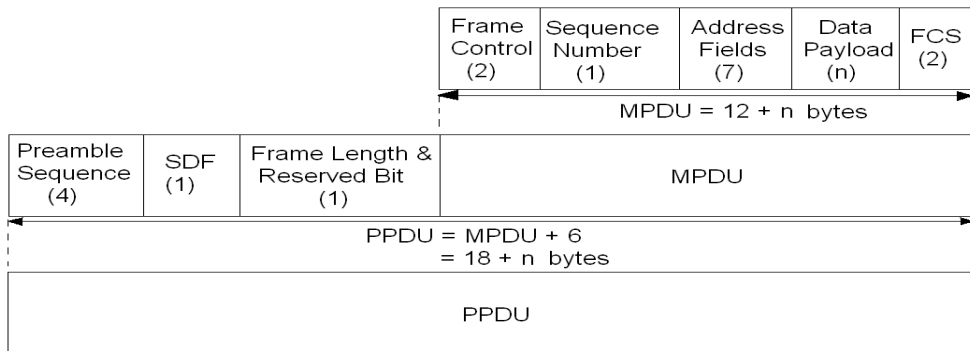 Frame Control (2)
Sequence Number (1)
Address Fields (7)
Data Payload (n)
FCS (2)
MPDU = 12 + n bytes
Preamble Sequence (4)
SDF (1)
Frame Length & Reserved Bit (1)
MPDU
PPDU = MPDU + 6
= 18 + n bytes
PPDU